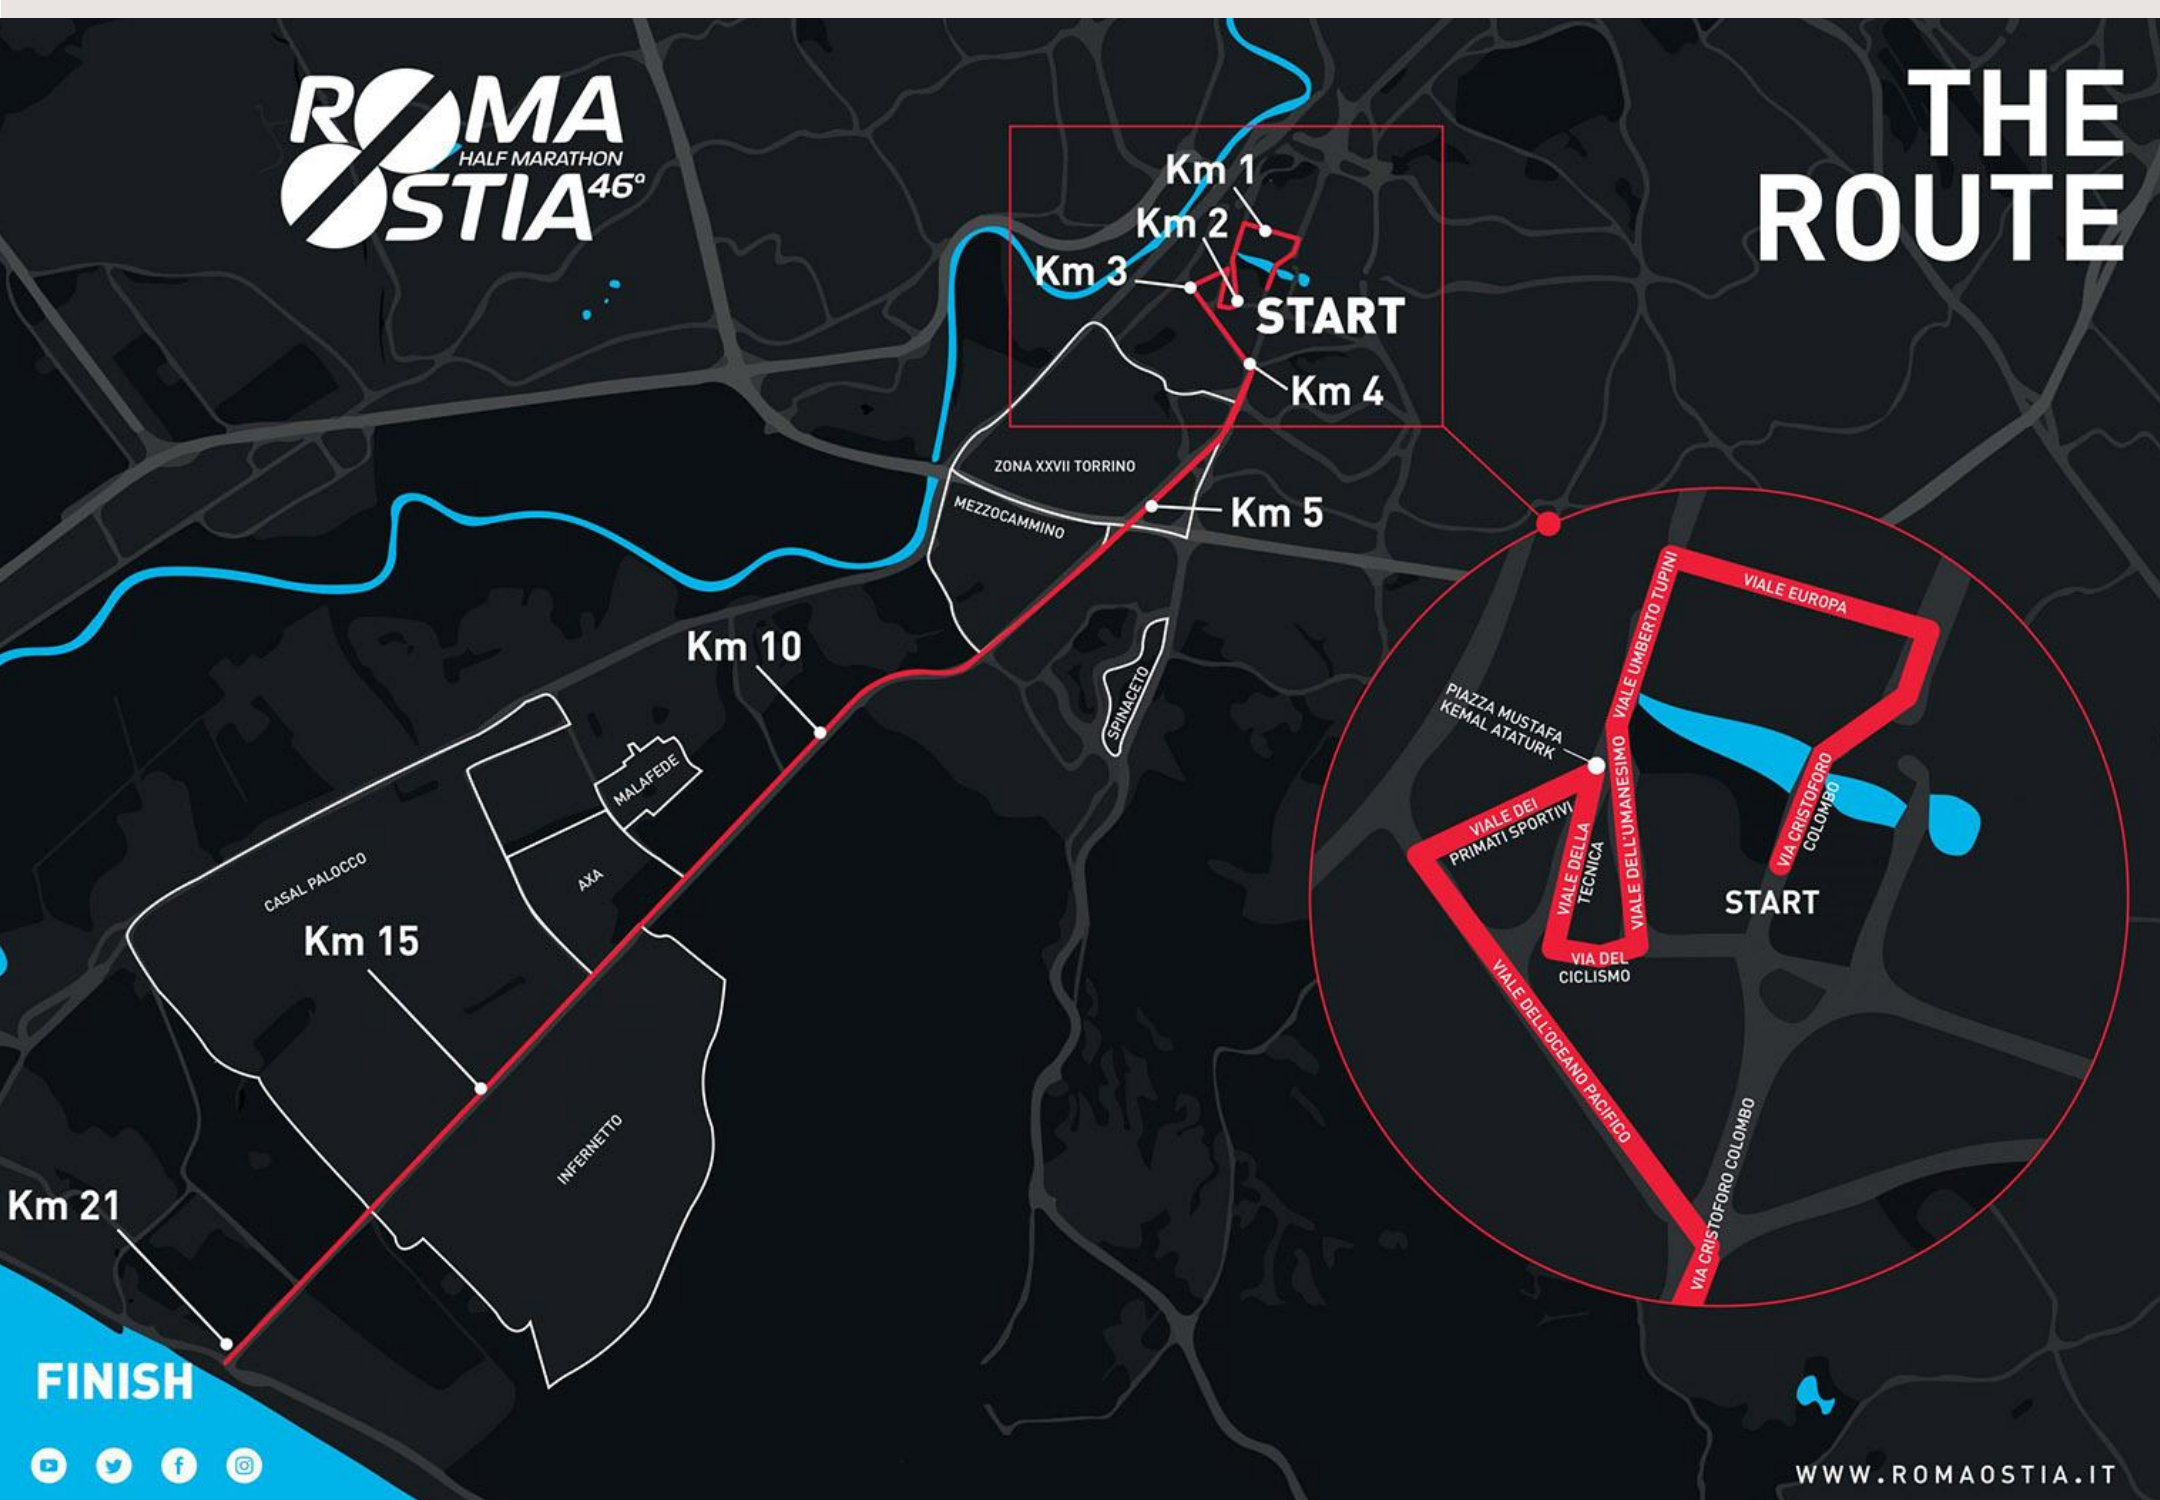 ROMA
HALF MARATHON
OSTIA 46ª
THE
ROUTE
Km 1
Km 2
Km 3
START
Km 4
ZONA XXVII TORRINO
MEZZOCAMMINO
Km 5
Km 10
SPINACETO
MALAFEDE
AXA
CASAL PALOCCO
Km 15
INFERNETTO
Km 21
FINISH
VIALE EUROPA
VIALE UMBERTO TUPINI
PIAZZA MUSTAFA
KEMAL ATATURK
VIALE DEI
PRIMATI SPORTIVI
VIALE DELLA
TECNICA
VIALE DELL'UMANESIMO
VIA CRISTOFORO
COLOMBO
START
VIA DEL
CICLISMO
VIALE DELL'OCEANO PACIFICO
VIA CRISTOFORO COLOMBO
WWW.ROMAOSTIA.IT